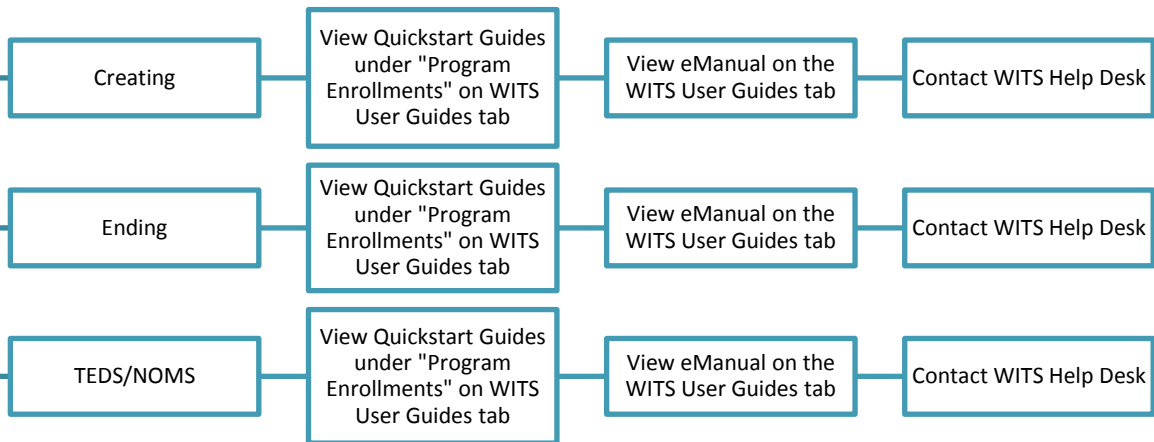 Creating
View Quickstart Guides
under "Program
Enrollments" on WITS
User Guides tab
View eManual on the
WITS User Guides tab
Contact WITS Help Desk
Ending
View Quickstart Guides
under "Program
Enrollments" on WITS
User Guides tab
View eManual on the
WITS User Guides tab
Contact WITS Help Desk
TEDS/NOMS
View Quickstart Guides
under "Program
Enrollments" on WITS
User Guides tab
View eManual on the
WITS User Guides tab
Contact WITS Help Desk